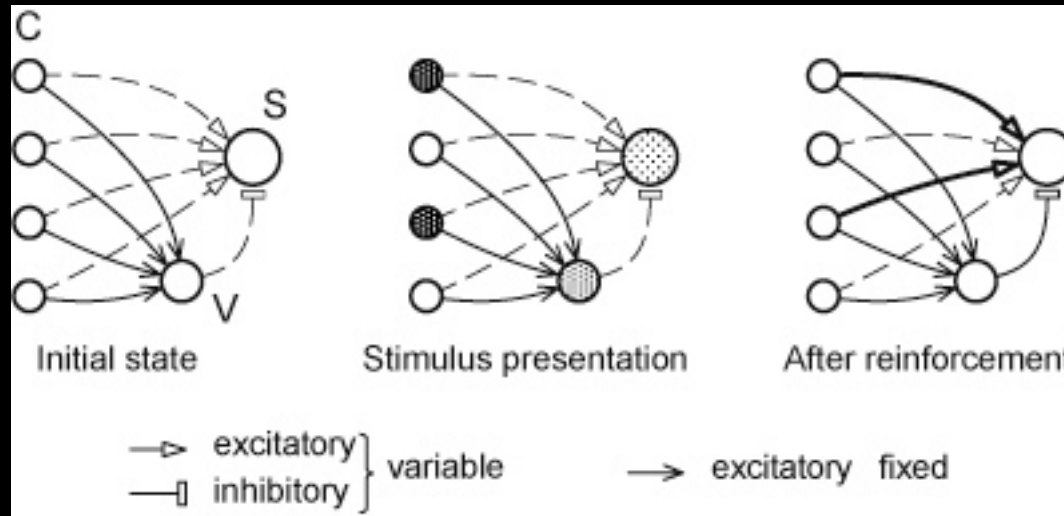 C
S
V
Initial state
Stimulus presentation
After reinforcement
excitatory
inhibitory
variable
excitatory fixed